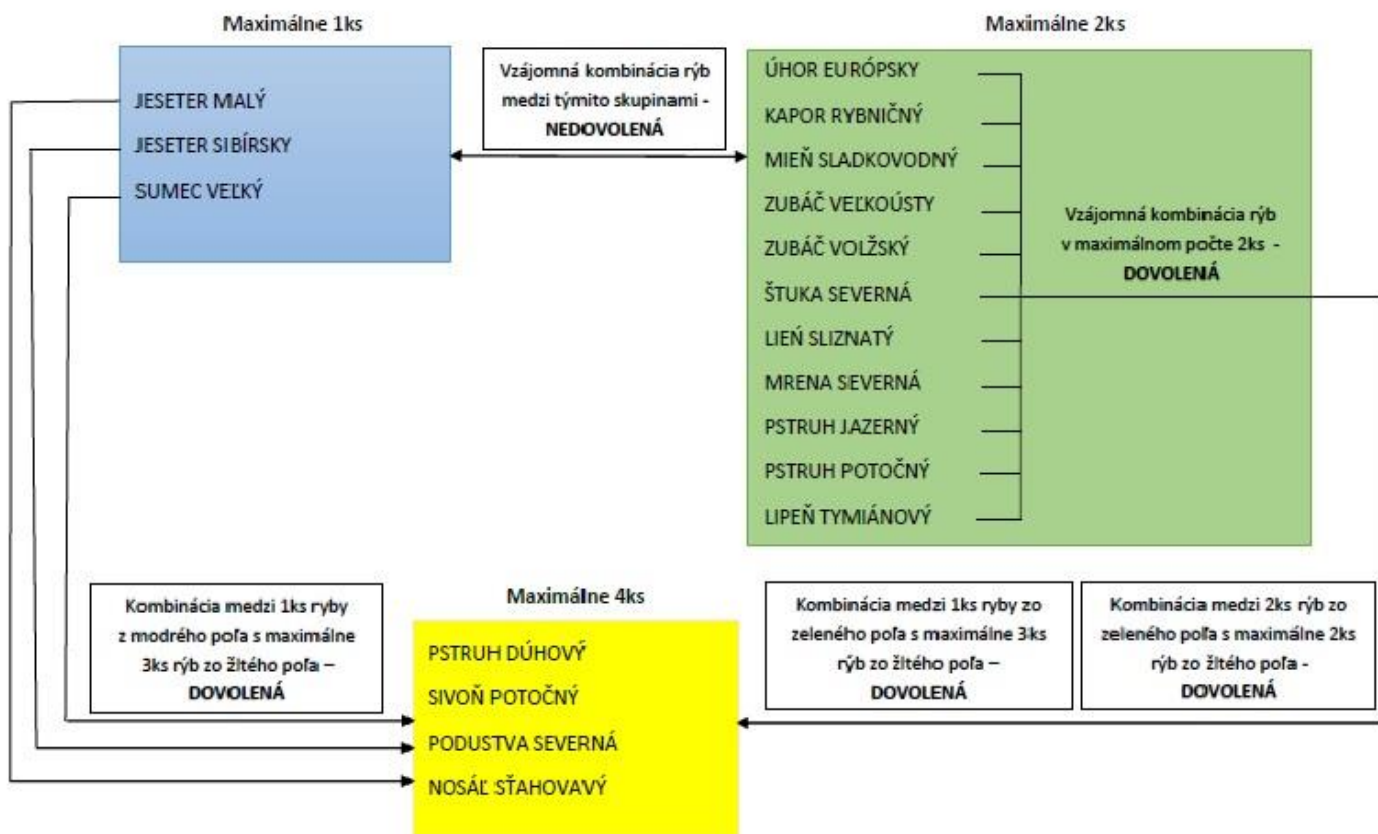 Maximálne 1ks
JESETER MALÝ
JESETER SIBÍRSKY
SUMEC VEĽKÝ
Vzájomná kombinácia rýb
medzi týmito skupinami -
NEDOVOLENÁ
Maximálne 2ks
ÚHOR EURÓPSKY
KAPOR RYBNIČNÝ
MIEŇ SLADKOVODNÝ
ZUBÁČ VEĽKOÚSTY
ZUBÁČ VOLŽSKÝ
ŠTUKA SEVERNÁ
LIEŇ SLIZNATÝ
MRENA SEVERNÁ
PSTRUH JAZERNÝ
PSTRUH POTOČNÝ
LIPEŇ TYMIÁNOVÝ
Vzájomná kombinácia rýb
v maximálnom počte 2ks -
DOVOLENÁ
Kombinácia medzi 1ks ryby
z modrého poľa s maximálne
3ks rýb zo žltého poľa –
DOVOLENÁ
Maximálne 4ks
PSTRUH DÚHOVÝ
SIVOŇ POTOČNÝ
PODUSTVA SEVERNÁ
NOSÁĽ SŤAHOVAVÝ
Kombinácia medzi 1ks ryby zo
zeleného poľa s maximálne 3ks
rýb zo žltého poľa –
DOVOLENÁ
Kombinácia medzi 2ks rýb zo
zeleného poľa s maximálne 2ks
rýb zo žltého poľa -
DOVOLENÁ